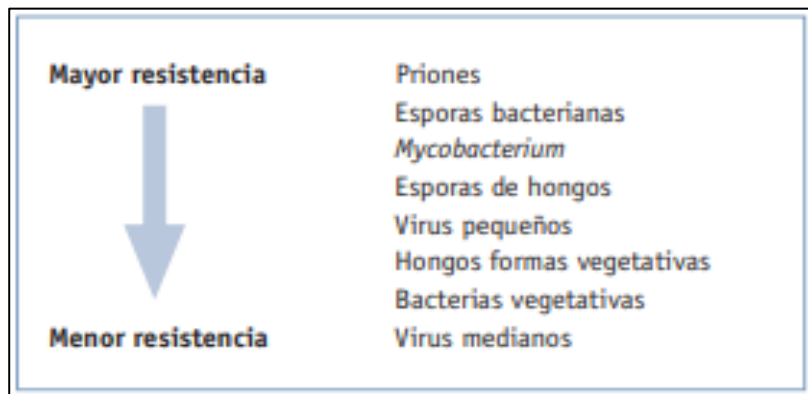 Mayor resistencia Priones
Esporas bacterianas
Mycobacterium
Esporas de hongos
Virus pequeños
Hongos formas vegetativas
Bacterias vegetativas
Menor resistencia Virus medianos